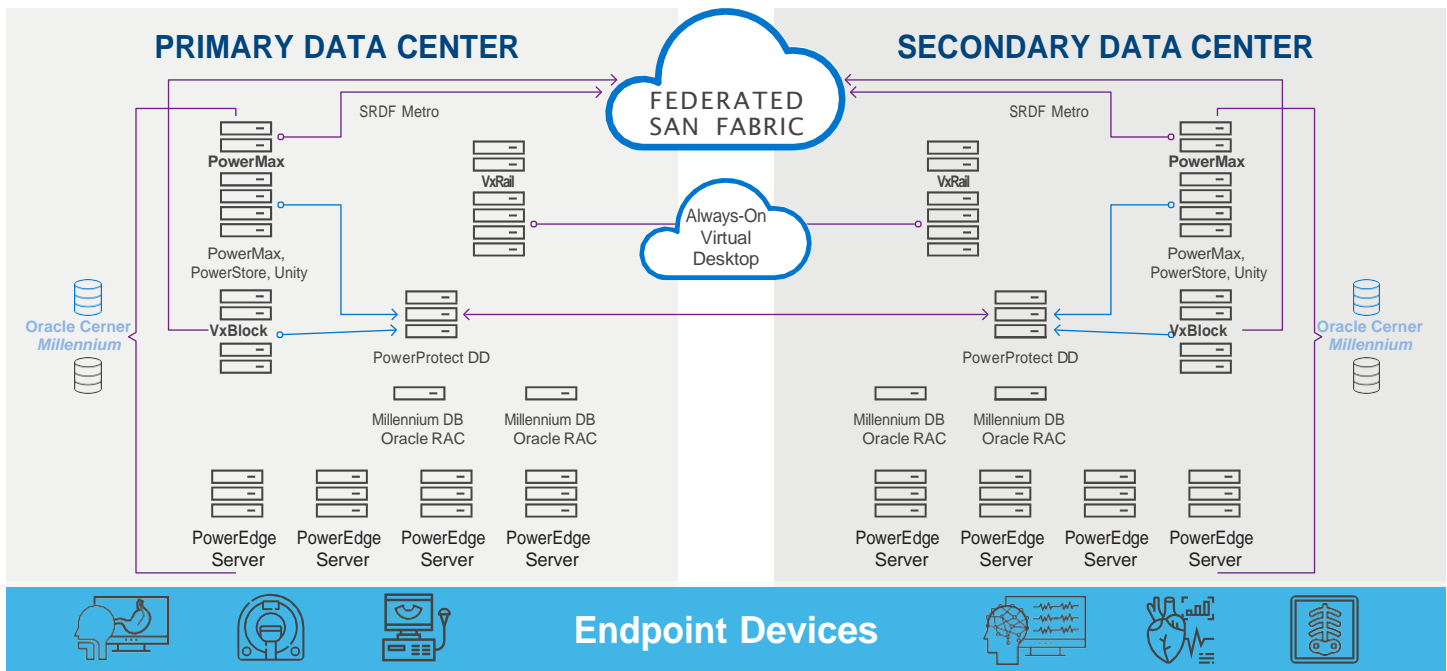 PRIMARY DATA CENTER
SRDF Metro
PowerMax
VxRail
PowerMax,
PowerStore, Unity
Oracle Cerner
Millennium
VxBlock
PowerProtect DD
Millennium DB
Oracle RAC
Millennium DB
Oracle RAC
PowerEdge
Server
PowerEdge
Server
PowerEdge
Server
PowerEdge
Server
FEDERATED
SAN FABRIC
Always-On
Virtual
Desktop
SECONDARY DATA CENTER
SRDF Metro
PowerMax
VxRail
PowerMax,
PowerStore, Unity
VxBlock
Oracle Cerner
Millennium
PowerProtect DD
Millennium DB
Oracle RAC
Millennium DB
Oracle RAC
PowerEdge
Server
PowerEdge
Server
PowerEdge
Server
PowerEdge
Server
Endpoint Devices